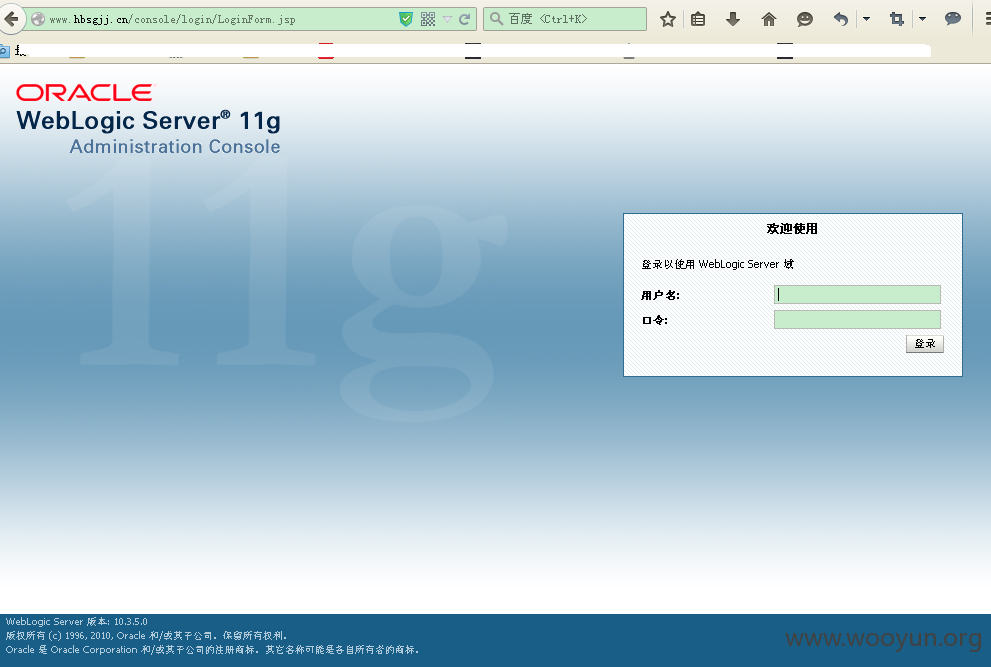 www.hbsgjj.cn/console/login/LoginForm.jsp
百度 <Ctrl+K>
ORACLE
WebLogic Server® 11g
Administration Console
11g
欢迎使用
登录以使用 WebLogic Server 域
用户名:
口令:
登录
WebLogic Server 版本: 10.3.5.0
版权所有 (c) 1996, 2010, Oracle 和/或其子公司。保留所有权利。
Oracle 是 Oracle Corporation 和/或其子公司的注册商标。其它名称可能是各自所有者的商标。
www.wooyun.org